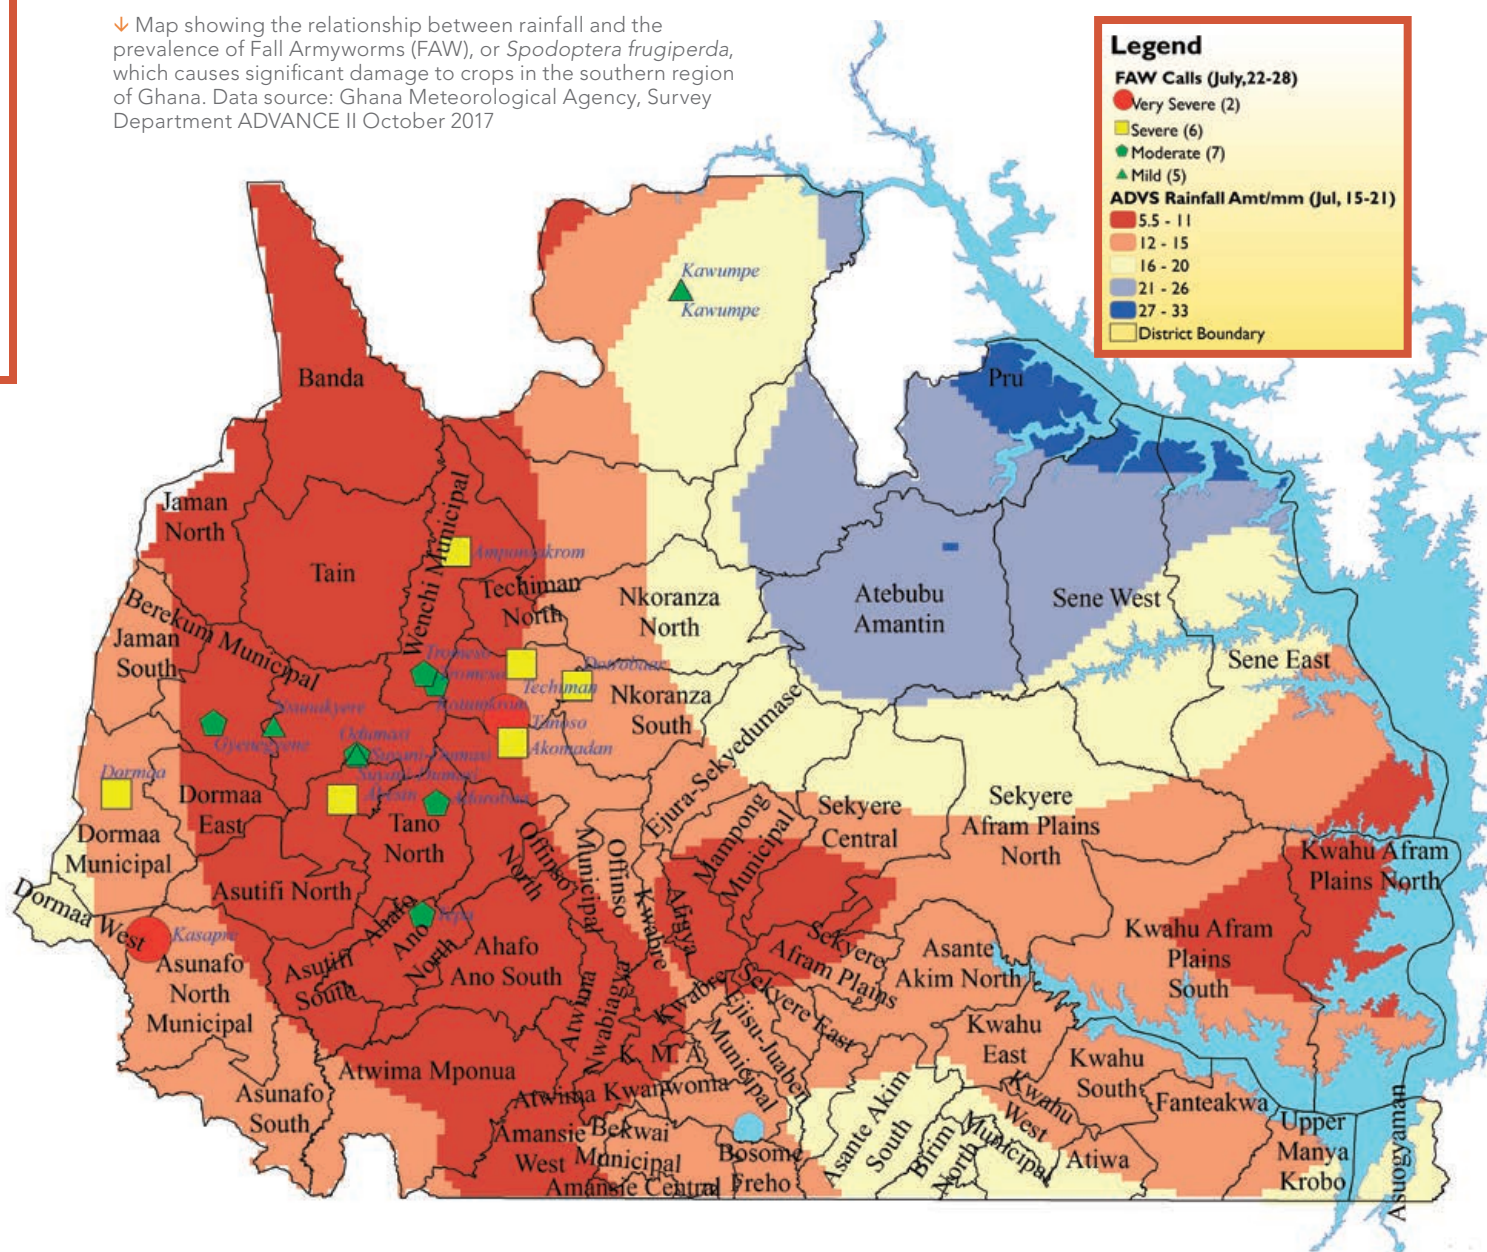 ↓ Map showing the relationship between rainfall and the
prevalence of Fall Armyworms (FAW), or Spodoptera frugiperda,
which causes significant damage to crops in the southern region
of Ghana. Data source: Ghana Meteorological Agency, Survey
Department ADVANCE II October 2017
Legend
FAW Calls (July,22-28)
Very Severe (2)
Severe (6)
Moderate (7)
Mild (5)
ADVS Rainfall Amt/mm (Jul, 15-21)
5.5 - 11
12 - 15
16 - 20
21 - 26
27 - 33
District Boundary
Kawumpe
Kawumpe
Banda
Pru
Jaman
North
Wenchi Municipal
Tain
Techiman
North
Nkoranza
North
Atebubu
Amantin
Sene West
Berekum Municipal
Jaman
South
Sene East
Techiman
Nkoranza
South
Tanoso
Akomadan
Odumasi
Gyenegyene
Ejura-Sekyedumase
Dormaa
Dormaa
East
Dormaa
Municipal
Tano
North
Offinso
North
Offinso
Municipal
Mampong
Municipal
Sekyere
Central
Sekyere
Afram Plains
North
Kwahu Afram
Plains North
Asutifi North
Dormaa West
Kasapre
Ahafo
Ano
North
Tepa
Afigya
Kwabre
Ahafo
Ano South
Asutifi
South
Asunafo
North
Municipal
Sekyere
Afram Plains
Asante
Akim North
Kwahu Afram
Plains
South
Atwima
Nwabiagya
Kwabre
Sekyere East
Ejisu-Juaben
Municipal
K. M. A
Atwima Mponua
Atwima Kwanwoma
Kwahu
East
Kwahu
South
Kwahu
West
Fanteakwa
Asunafo
South
Amansie
West
Bekwai
Municipal
Amansie Central
Bosome
Freho
Asante Akim
South
Birim
North
Municipal
Atiwa
Upper
Manya
Krobo
Asuogyaman